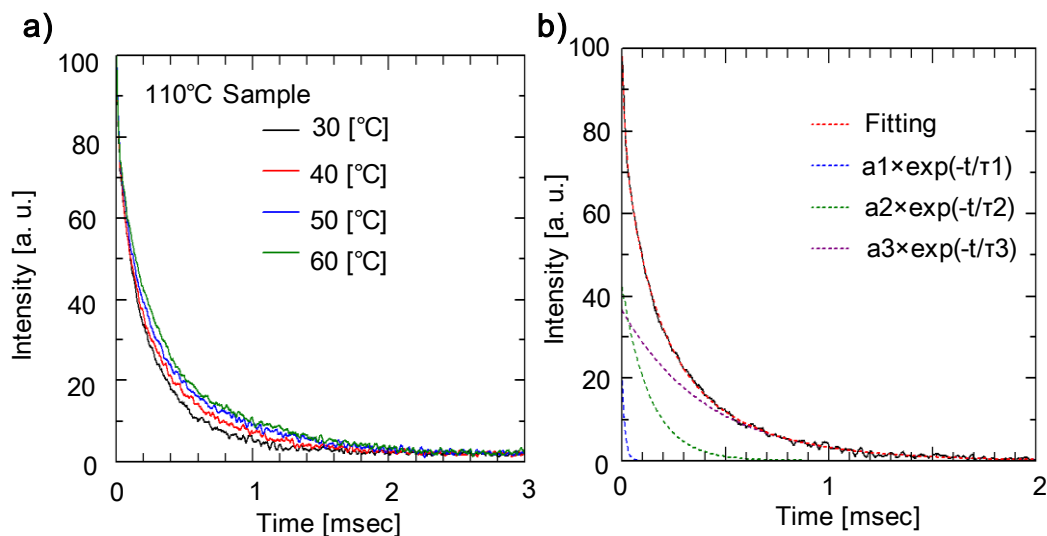 a)
100
80
60
40
20
0
Intensity [a. u.]
110℃ Sample
30 [℃]
40 [℃]
50 [℃]
60 [℃]
0
1
2
3
Time [msec]
b)
100
80
60
40
20
0
Intensity [a. u.]
Fitting
a1×exp(-t/τ1)
a2×exp(-t/τ2)
a3×exp(-t/τ3)
0
1
2
Time [msec]